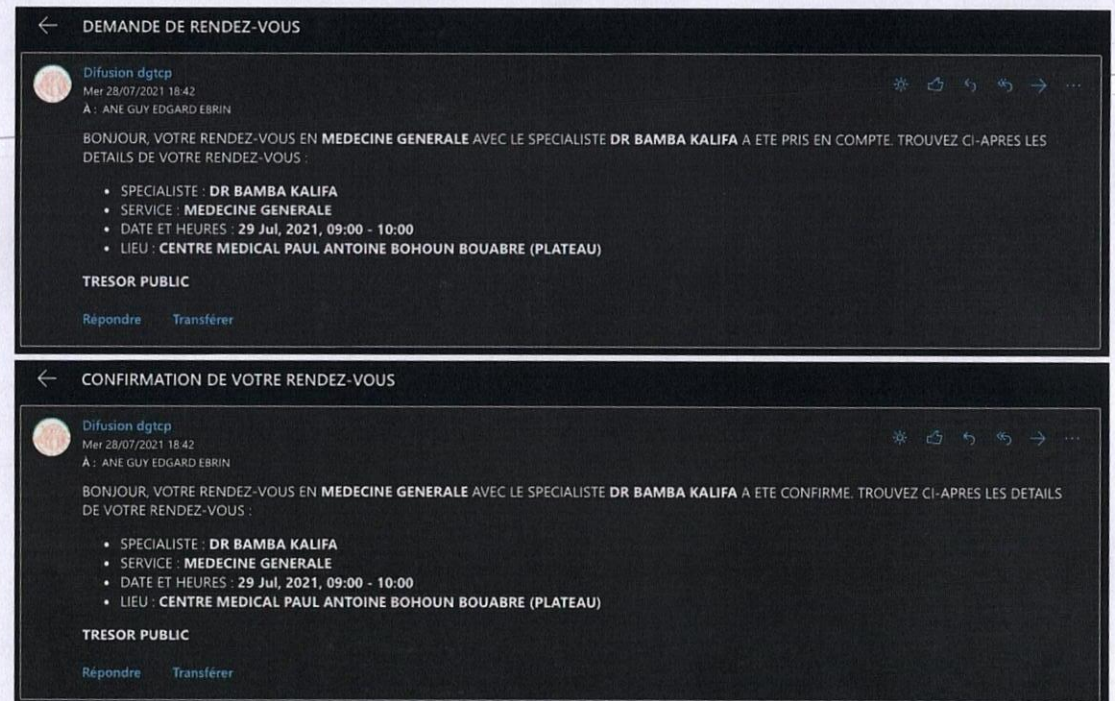 DEMANDE DE RENDEZ-VOUS
Difusion dgtcp
Mer 28/07/2021 18:42
À : ANE GUY EDGARD EBRIN
BONJOUR, VOTRE RENDEZ-VOUS EN MEDECINE GENERALE AVEC LE SPECIALISTE DR BAMBA KALIFA A ETE PRIS EN COMPTE. TROUVEZ CI-APRES LES
DETAILS DE VOTRE RENDEZ-VOUS :
• SPECIALISTE : DR BAMBA KALIFA
• SERVICE : MEDECINE GENERALE
• DATE ET HEURES : 29 Jul, 2021, 09:00 - 10:00
• LIEU : CENTRE MEDICAL PAUL ANTOINE BOHOUN BOUABRE (PLATEAU)
TRESOR PUBLIC
Répondre Transférer
CONFIRMATION DE VOTRE RENDEZ-VOUS
Difusion dgtcp
Mer 28/07/2021 18:42
À : ANE GUY EDGARD EBRIN
BONJOUR, VOTRE RENDEZ-VOUS EN MEDECINE GENERALE AVEC LE SPECIALISTE DR BAMBA KALIFA A ETE CONFIRME. TROUVEZ CI-APRES LES DETAILS
DE VOTRE RENDEZ-VOUS :
• SPECIALISTE : DR BAMBA KALIFA
• SERVICE : MEDECINE GENERALE
• DATE ET HEURES : 29 Jul, 2021, 09:00 - 10:00
• LIEU : CENTRE MEDICAL PAUL ANTOINE BOHOUN BOUABRE (PLATEAU)
TRESOR PUBLIC
Répondre Transférer